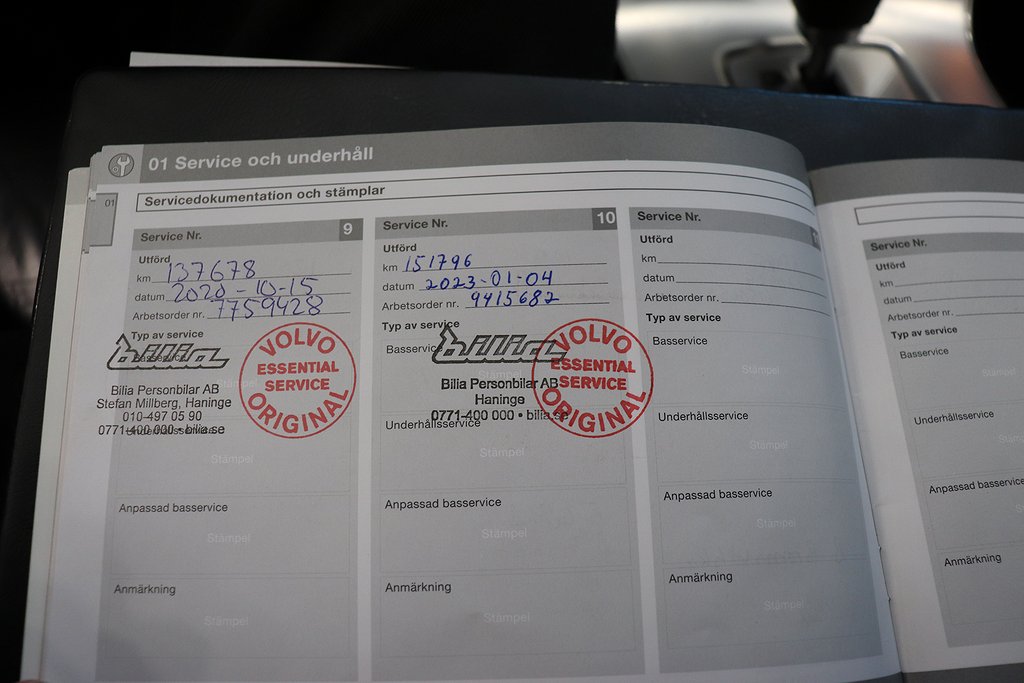 01 Service och underhåll
01
Servicedokumentation och stämplar
Service Nr. 9
Utförd
km 137678
datum 2020-10-15
Arbetsorder nr. 7759428
Typ av service
Basservice
bilia
Bilia Personbilar AB
Stefan Millberg, Haninge
010-497 05 90
0771-400 000 • bilia.se
VOLVO
ESSENTIAL
SERVICE
ORIGINAL
Underhållsservice
Stämpel
Anpassad basservice
Stämpel
Anmärkning
Stämpel
Service Nr. 10
Utförd
km 151796
datum 2023-01-04
Arbetsorder nr. 9415682
Typ av service
Basservice
Stämpel
bilia
Bilia Personbilar AB
Haninge
0771-400 000 • bilia.se
VOLVO
ESSENTIAL
SERVICE
ORIGINAL
Underhållsservice
Stämpel
Anpassad basservice
Stämpel
Anmärkning
Stämpel
Service Nr.
Utförd
km
datum
Arbetsorder nr.
Typ av service
Basservice
Stämpel
Underhållsservice
Stämpel
Anpassad basservice
Stämpel
Anmärkning
Stämpel
Service Nr.
Utförd
km
datum
Arbetsorder nr.
Typ av service
Basservice
Stämpel
Underhållsservice
Anpassad basservice
Anmärkning